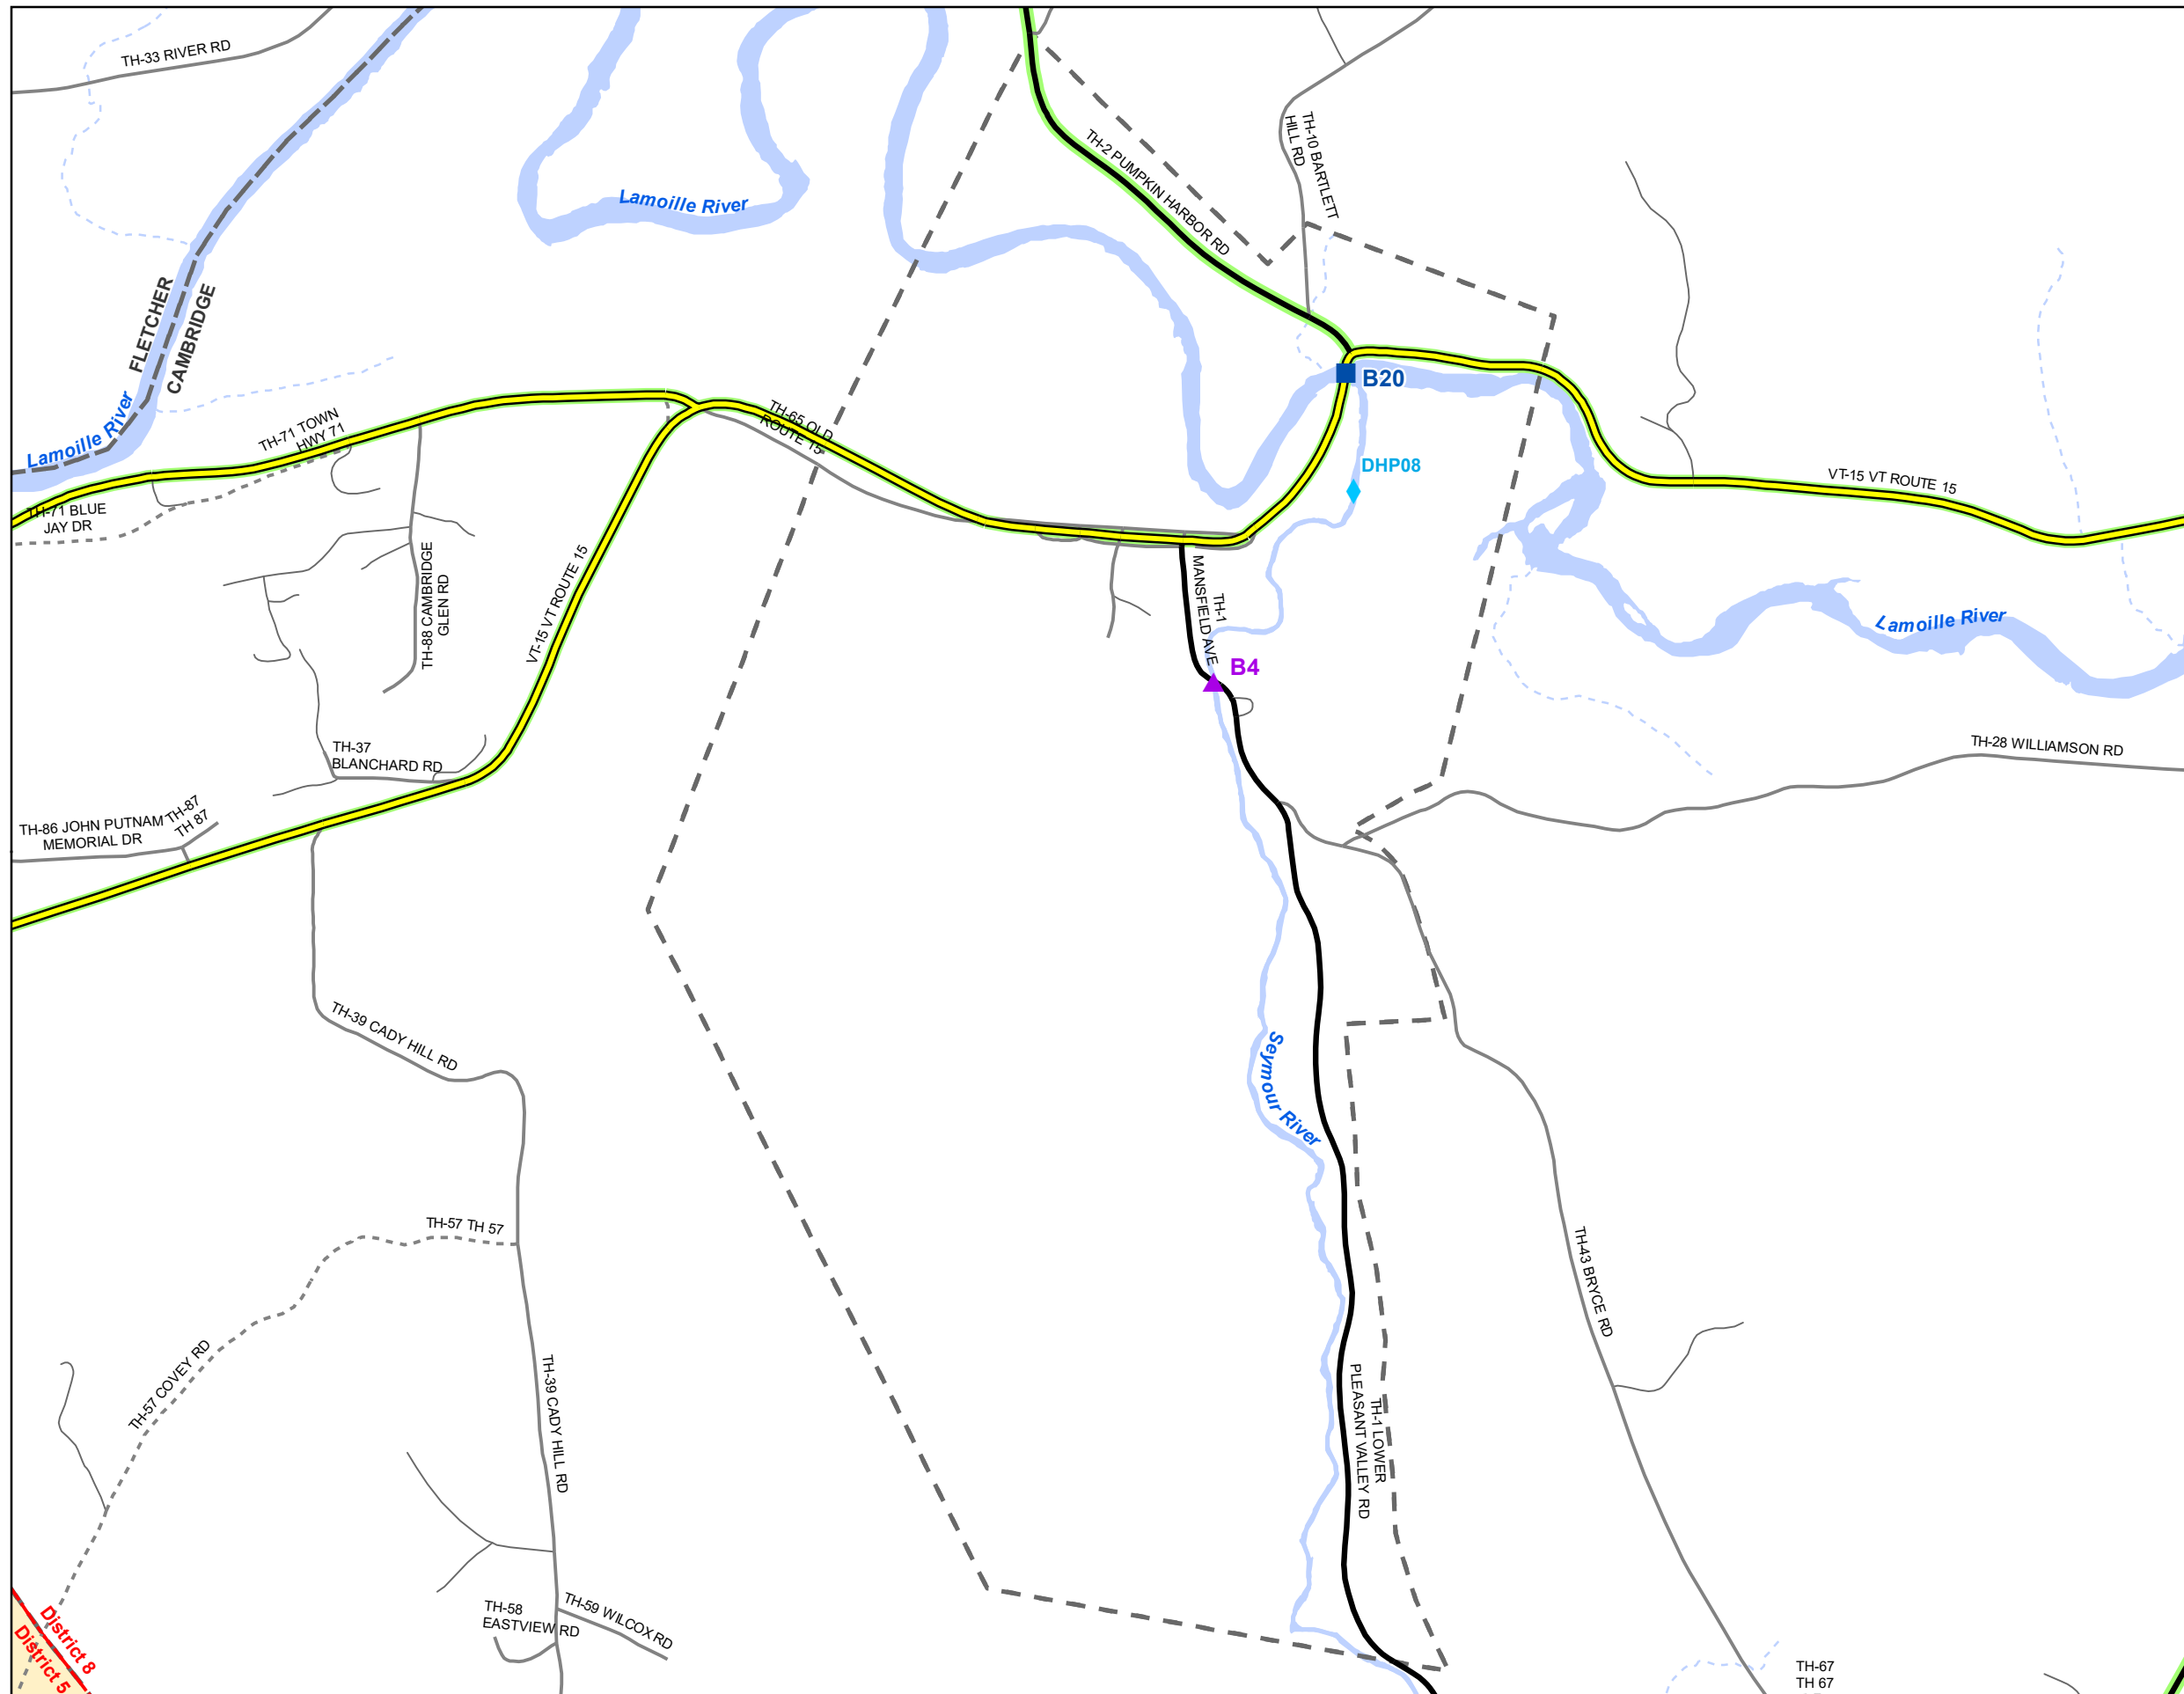 TH-33 RIVER RD
Lamoille River
TH-2 PUMPKIN HARBOR RD
TH-10 BARTLETT
HILL RD
FLETCHER
CAMBRIDGE
Lamoille River
TH-71 TOWN
HWY 71
TH-65 OLD
ROUTE 15
B20
DHP08
VT-15 VT ROUTE 15
TH-71 BLUE
JAY DR
TH-88 CAMBRIDGE
GLEN RD
VT-15 VT ROUTE 15
TH-1
MANSFIELD AVE
Lamoille River
B4
TH-37
BLANCHARD RD
TH-28 WILLIAMSON RD
TH-86 JOHN PUTNAM
MEMORIAL DR
TH-87
TH 87
TH-39 CADY HILL RD
Seymour River
TH-57 TH 57
TH-43 BRYCE RD
TH-57 COVEY RD
TH-39 CADY HILL RD
TH-1 LOWER
PLEASANT VALLEY RD
TH-58
EASTVIEW RD
TH-59 WILCOX RD
District 8
District 5
TH-67
TH 67